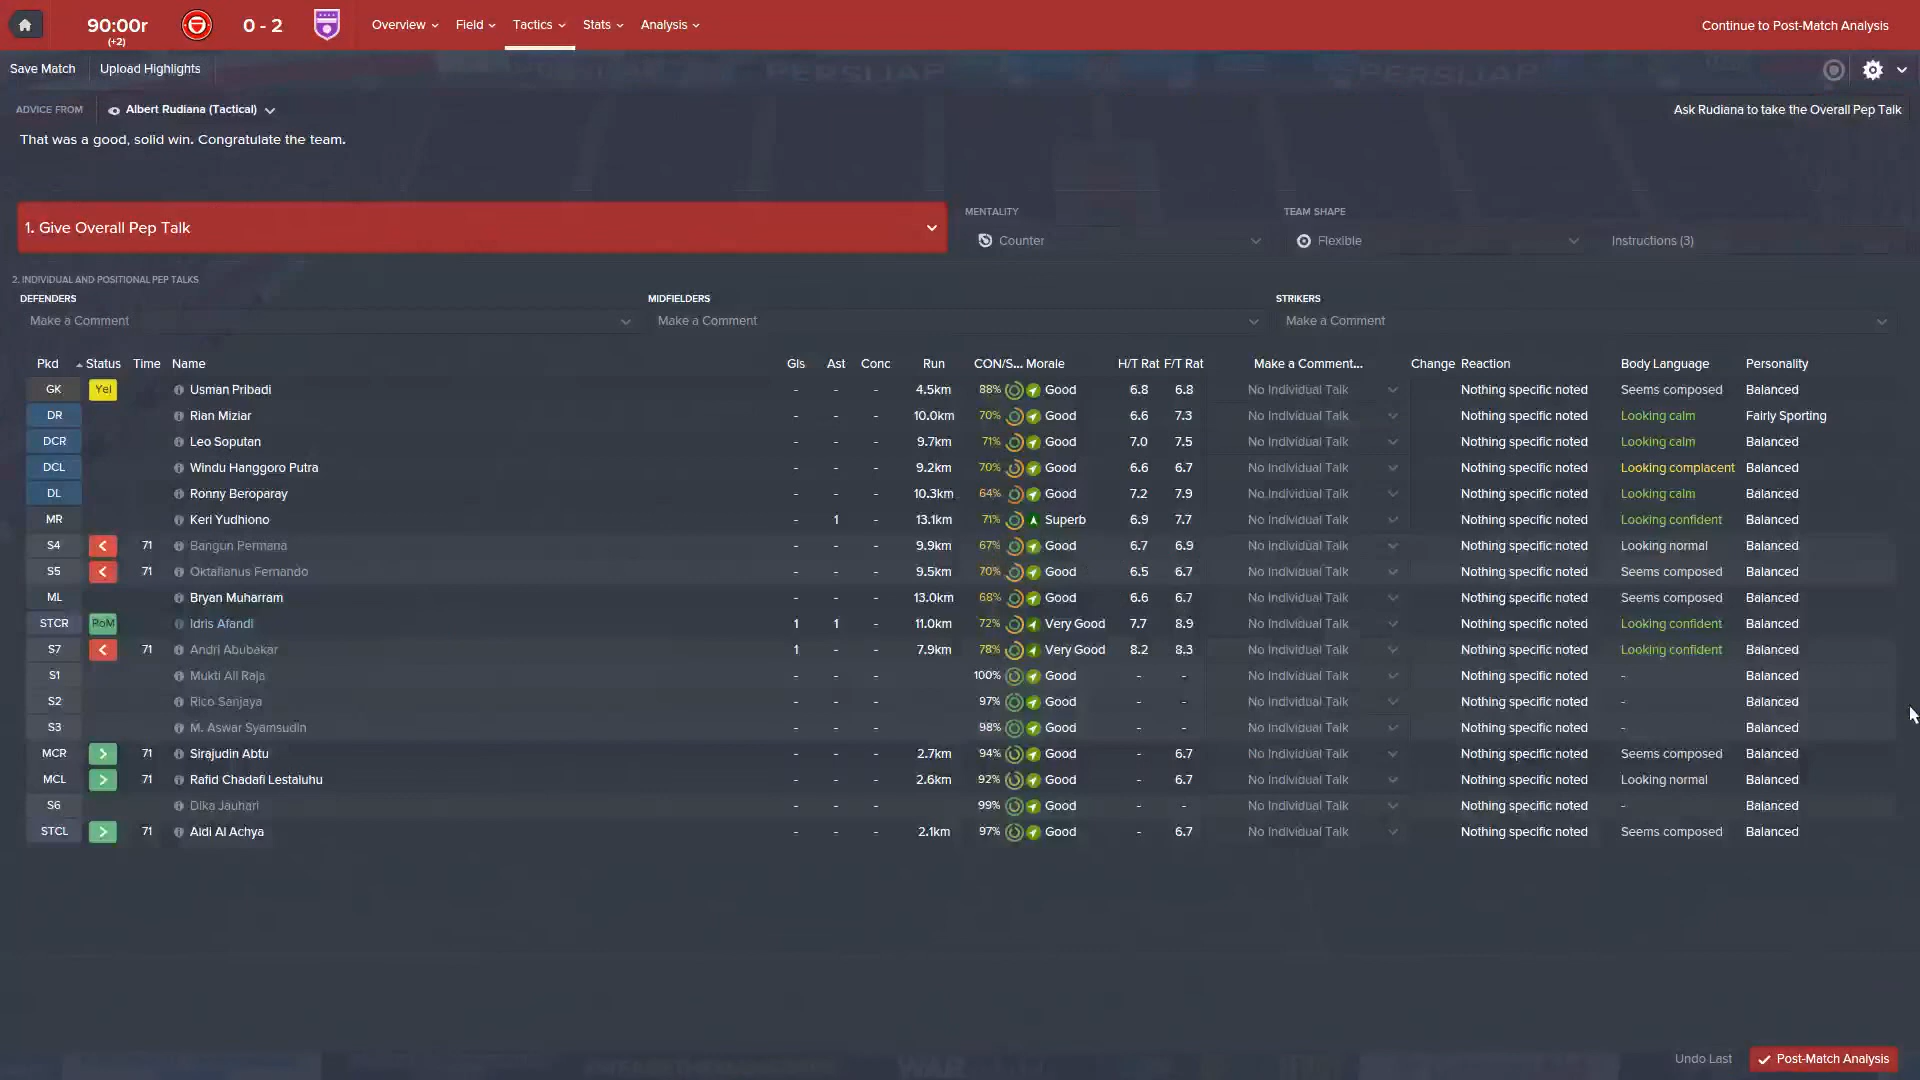 90:00r
(+2)
0 - 2
Overview
Field
Tactics
Stats
Analysis
Continue to Post-Match Analysis
Save Match
Upload Highlights
PERSIJAP
PERSIJAP
ADVICE FROM
Albert Rudiana (Tactical)
Ask Rudiana to take the Overall Pep Talk
That was a good, solid win. Congratulate the team.
1. Give Overall Pep Talk
MENTALITY
Counter
TEAM SHAPE
Flexible
Instructions (3)
2. INDIVIDUAL AND POSITIONAL PEP TALKS
DEFENDERS
MIDFIELDERS
STRIKERS
Make a Comment
Make a Comment
Make a Comment
Pkd Status Time Name Gls Ast Conc Run CON/S... Morale H/T Rat F/T Rat Make a Comment... Change Reaction Body Language Personality
GK Yel Usman Pribadi - - - 4.5km 88% Good 6.8 6.8 No Individual Talk Nothing specific noted Seems composed Balanced
DR Rian Miziar - - - 10.0km 70% Good 6.6 7.3 No Individual Talk Nothing specific noted Looking calm Fairly Sporting
DCR Leo Soputan - - - 9.7km 71% Good 7.0 7.5 No Individual Talk Nothing specific noted Looking calm Balanced
DCL Windu Hanggoro Putra - - - 9.2km 70% Good 6.6 6.7 No Individual Talk Nothing specific noted Looking complacent Balanced
DL Ronny Beroparay - - - 10.3km 64% Good 7.2 7.9 No Individual Talk Nothing specific noted Looking calm Balanced
MR Keri Yudhiono - 1 - 13.1km 71% Superb 6.9 7.7 No Individual Talk Nothing specific noted Looking confident Balanced
S4 71 Bangun Permana - - - 9.9km 67% Good 6.7 6.9 No Individual Talk Nothing specific noted Looking normal Balanced
S5 71 Oktafianus Fernando - - - 9.5km 70% Good 6.5 6.7 No Individual Talk Nothing specific noted Seems composed Balanced
ML Bryan Muharram - - - 13.0km 68% Good 6.6 6.7 No Individual Talk Nothing specific noted Seems composed Balanced
STCR PoM Idris Afandi 1 1 - 11.0km 72% Very Good 7.7 8.9 No Individual Talk Nothing specific noted Looking confident Balanced
S7 71 Andri Abubakar 1 - - 7.9km 78% Very Good 8.2 8.3 No Individual Talk Nothing specific noted Looking confident Balanced
S1 Mukti Ali Raja - - - 100% Good - - No Individual Talk Nothing specific noted - Balanced
S2 Rico Sanjaya - - - 97% Good - - No Individual Talk Nothing specific noted - Balanced
S3 M. Aswar Syamsudin - - - 98% Good - - No Individual Talk Nothing specific noted - Balanced
MCR 71 Sirajudin Abtu - - - 2.7km 94% Good - 6.7 No Individual Talk Nothing specific noted Seems composed Balanced
MCL 71 Rafid Chadafi Lestaluhu - - - 2.6km 92% Good - 6.7 No Individual Talk Nothing specific noted Looking normal Balanced
S6 Dika Jauhari - - - 99% Good - - No Individual Talk Nothing specific noted - Balanced
STCL 71 Aldi Al Achya - - - 2.1km 97% Good - 6.7 No Individual Talk Nothing specific noted Seems composed Balanced
Undo Last
Post-Match Analysis